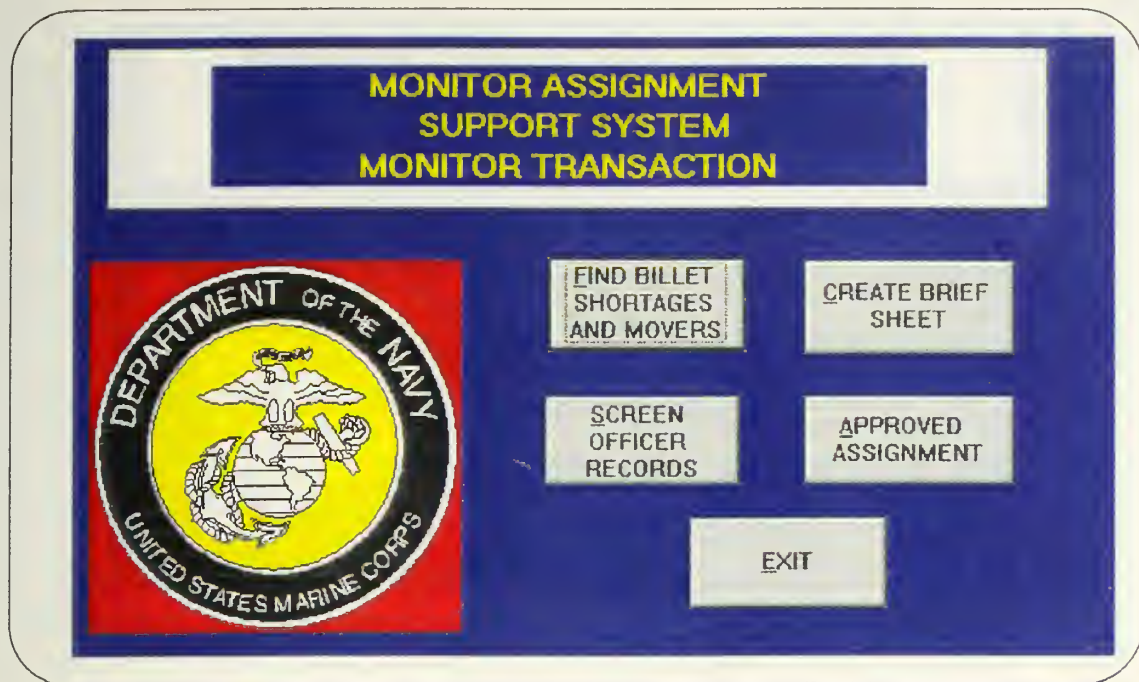 MONITOR ASSIGNMENT
SUPPORT SYSTEM
MONITOR TRANSACTION
DEPARTMENT OF THE NAVY
UNITED STATES MARINE CORPS
FIND BILLET
SHORTAGES
AND MOVERS
CREATE BRIEF
SHEET
SCREEN
OFFICER
RECORDS
APPROVED
ASSIGNMENT
EXIT